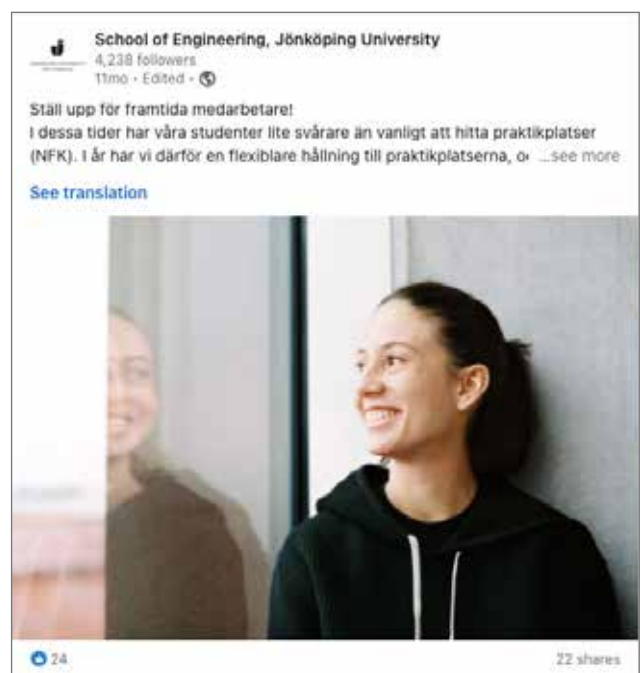 School of Engineering, Jönköping University
4,238 followers
11mo • Edited •
Ställ upp för framtida medarbetare!
I dessa tider har våra studenter lite svårare än vanligt att hitta praktikplatser
(NFK). I år har vi därför en flexiblare hållning till praktikplatserna, o ...see more
See translation
24
22 shares